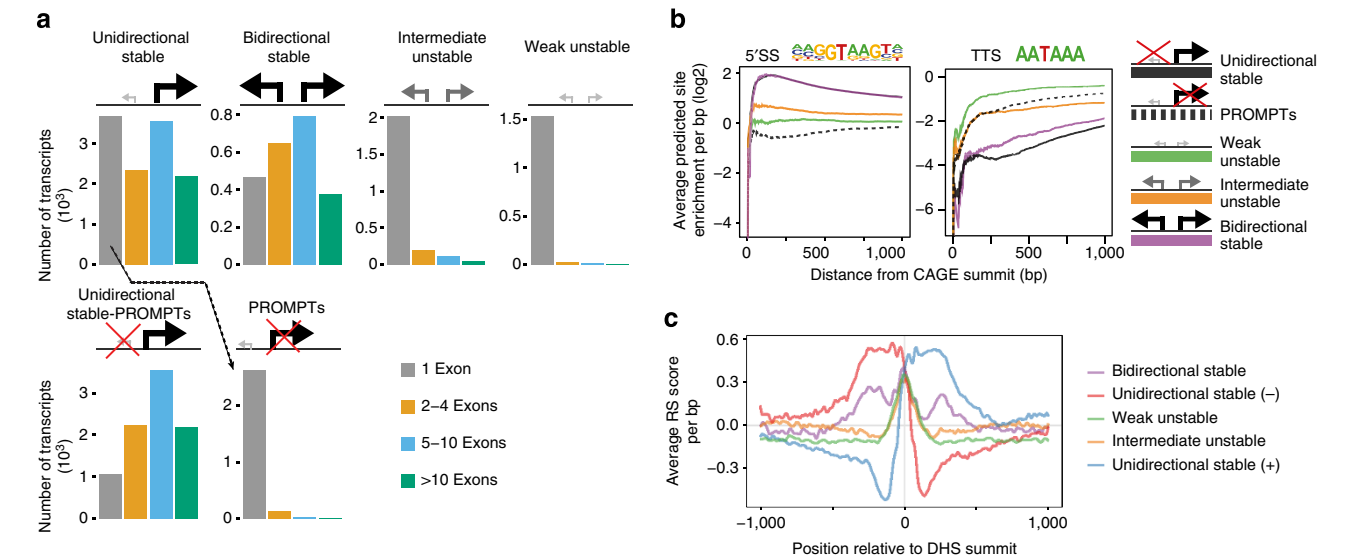 a
Unidirectional
stable
Bidirectional
stable
Intermediate
unstable
Weak unstable
Number of transcripts
(10³)
3
2
1
0
0.8
0.6
0.4
0.2
0
2
1.5
1
0.5
0
1.5
1
0.5
0
Unidirectional
stable-PROMPTs
PROMPTs
Number of transcripts
(10³)
3
2
1
0
2
1
0
1 Exon
2–4 Exons
5–10 Exons
>10 Exons
b
5′SS
GGTAAGT
TTS
AATAAA
Average predicted site
enrichment per bp (log2)
2
0
−2
−4
0
−2
−4
−6
0
500
1,000
0
500
1,000
Distance from CAGE summit (bp)
Unidirectional
stable
PROMPTs
Weak
unstable
Intermediate
unstable
Bidirectional
stable
c
Average RS score
per bp
0.6
0.3
0.0
−0.3
−1,000
0
1,000
Position relative to DHS summit
Bidirectional stable
Unidirectional stable (−)
Weak unstable
Intermediate unstable
Unidirectional stable (+)